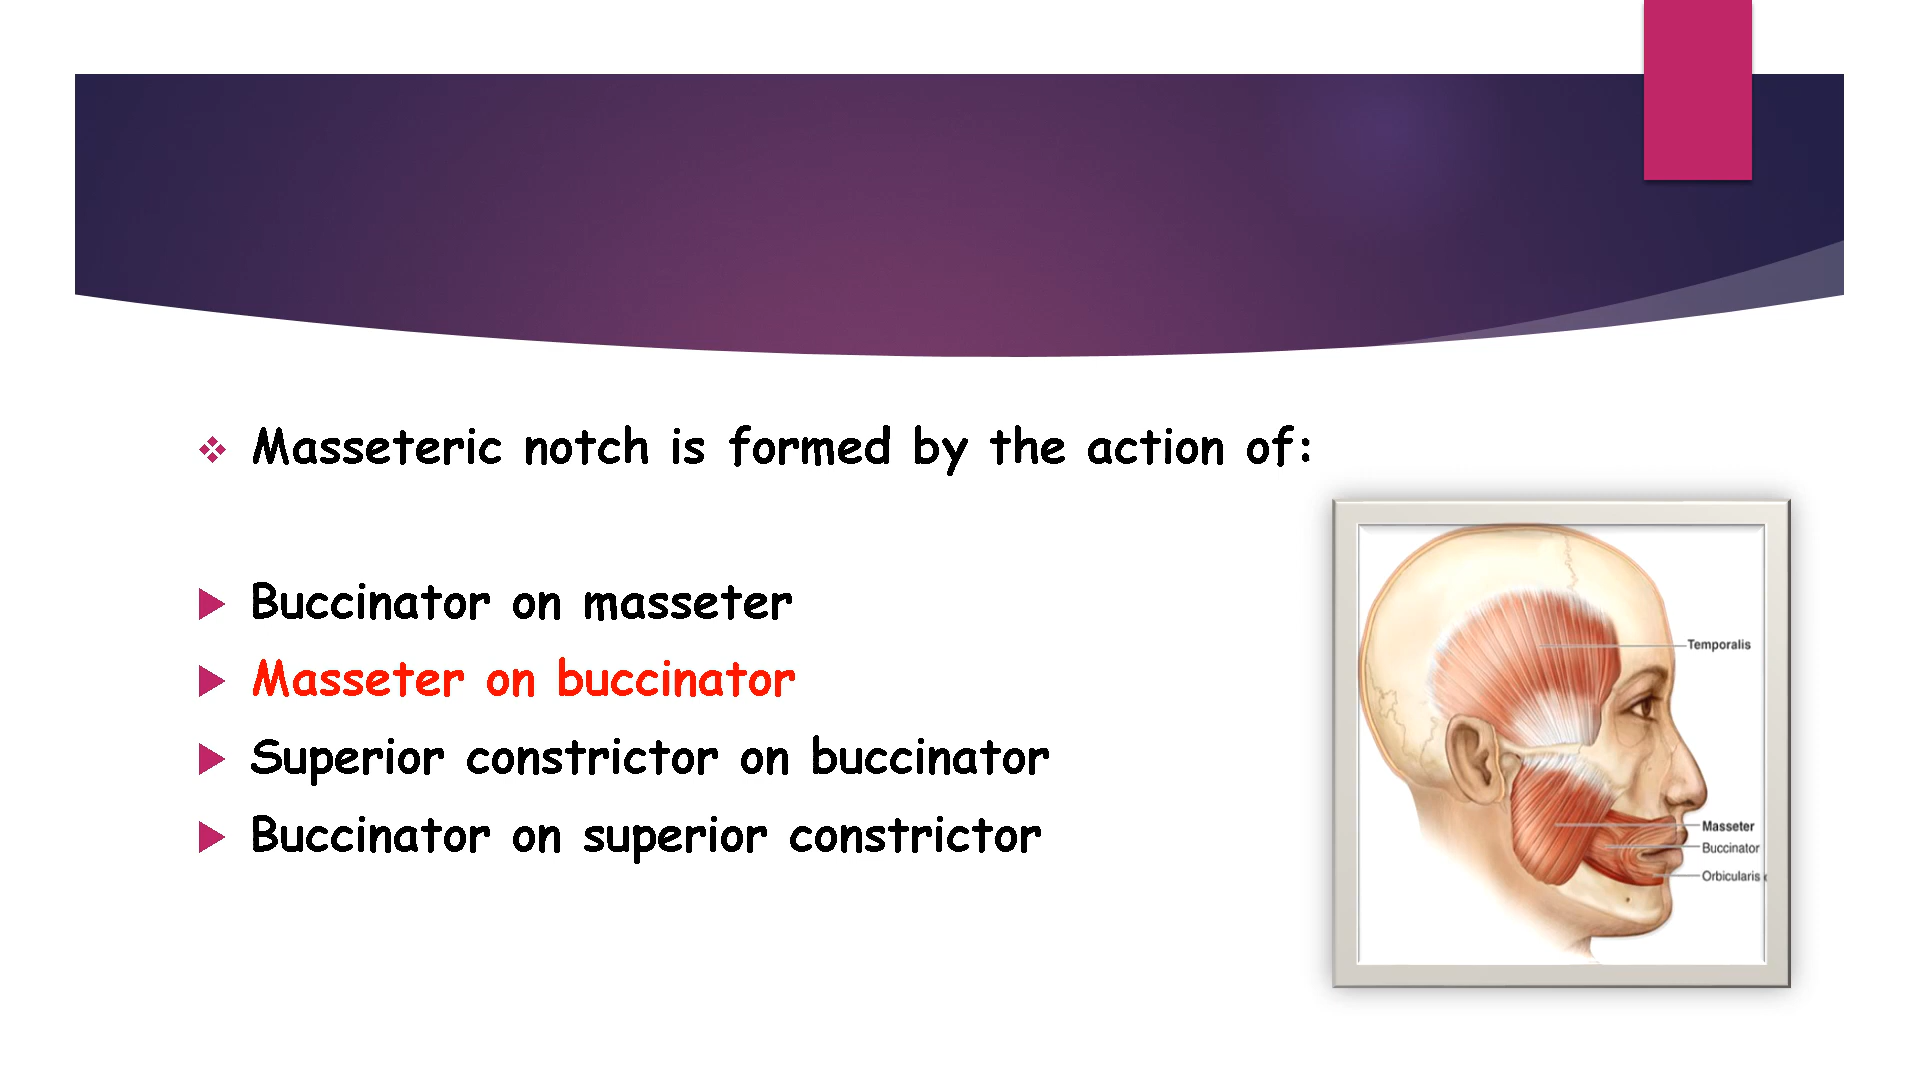 Masseteric notch is formed by the action of:
Buccinator on masseter
Masseter on buccinator
Superior constrictor on buccinator
Buccinator on superior constrictor
Temporalis
Masseter
Buccinator
Orbicularis